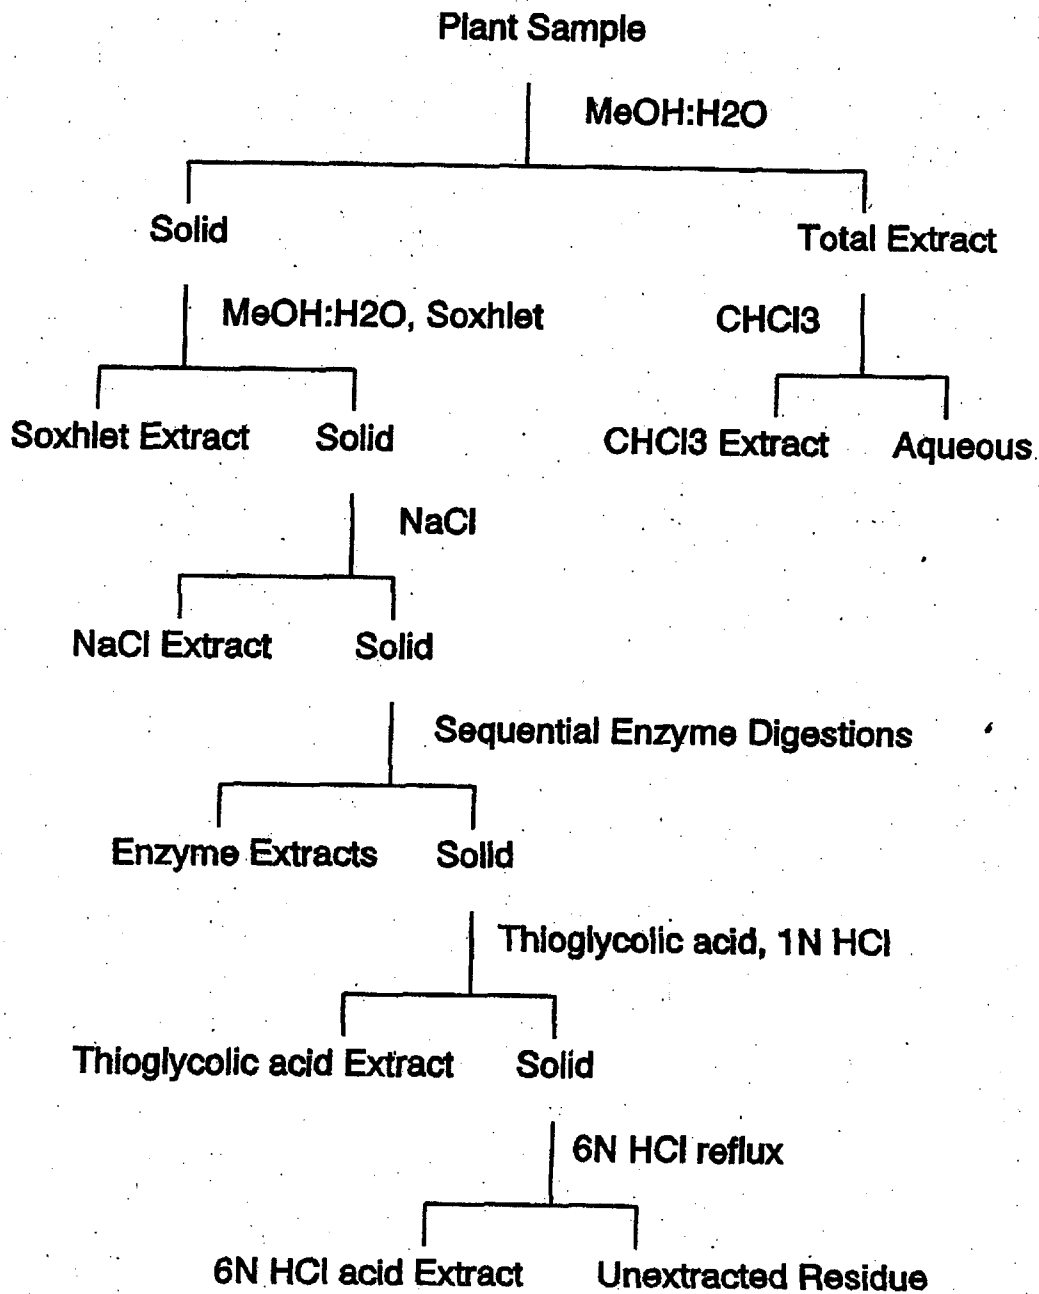 Plant Sample
MeOH:H2O
Solid
Total Extract
MeOH:H2O, Soxhlet
CHCl3
Soxhlet Extract
Solid
CHCl3 Extract
Aqueous
NaCl
NaCl Extract
Solid
Sequential Enzyme Digestions
Enzyme Extracts
Solid
Thioglycolic acid, 1N HCl
Thioglycolic acid Extract
Solid
6N HCl reflux
6N HCl acid Extract
Unextracted Residue